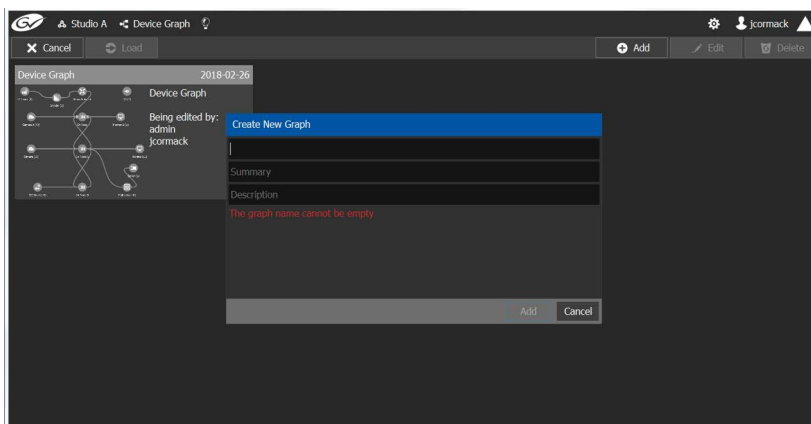 GV Studio A Device Graph jcormack
Cancel Load Add Edit Delete
Device Graph 2018-02-26
Device Graph
Being edited by:
admin
jcormack
Create New Graph
Summary
Description
The graph name cannot be empty
Add Cancel